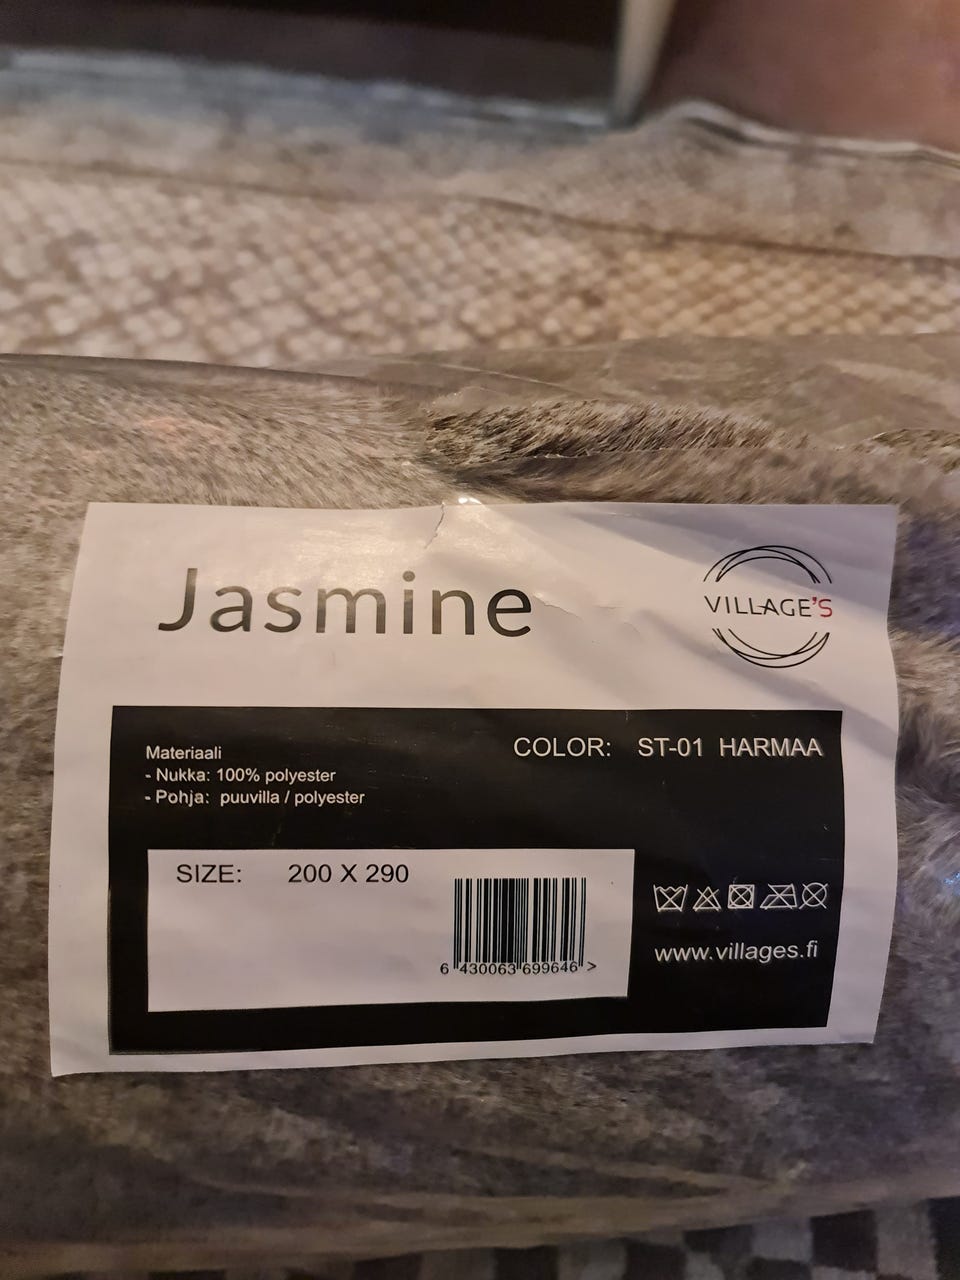 Jasmine
VILLAGE'S
Materiaali
- Nukka: 100% polyester
- Pohja: puuvilla / polyester
COLOR: ST-01 HARMAA
SIZE: 200 X 290
6 430063 699646 >
www.villages.fi